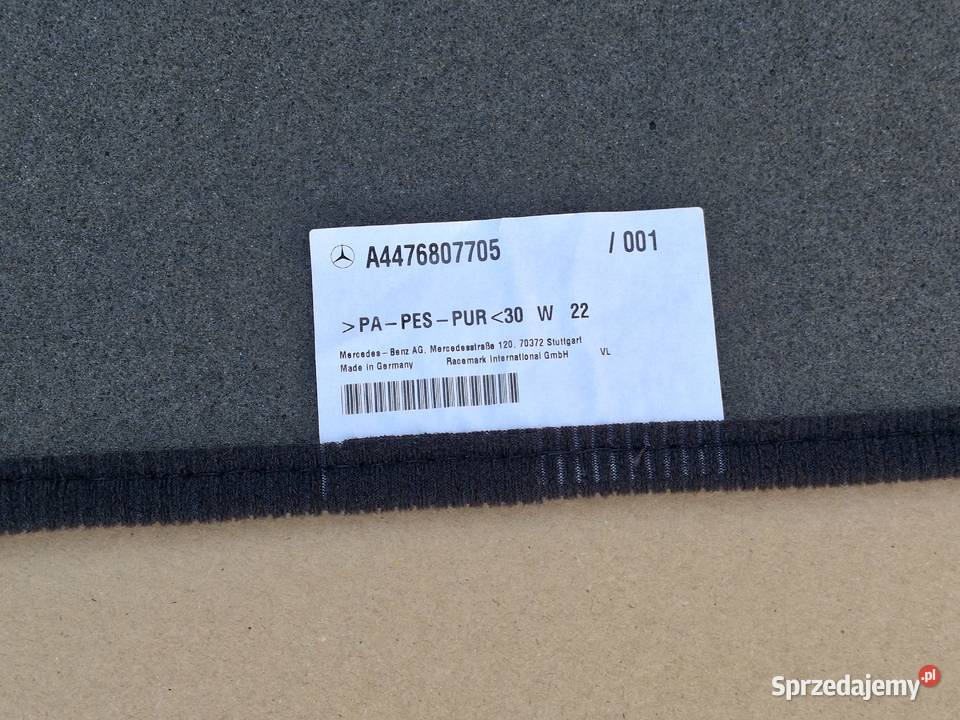 A4476807705 / 001
>PA-PES-PUR<30 W 22
Mercedes-Benz AG, Mercedesstraße 120, 70372 Stuttgart
Made in Germany Racemark International GmbH VL
Sprzedajemy.pl